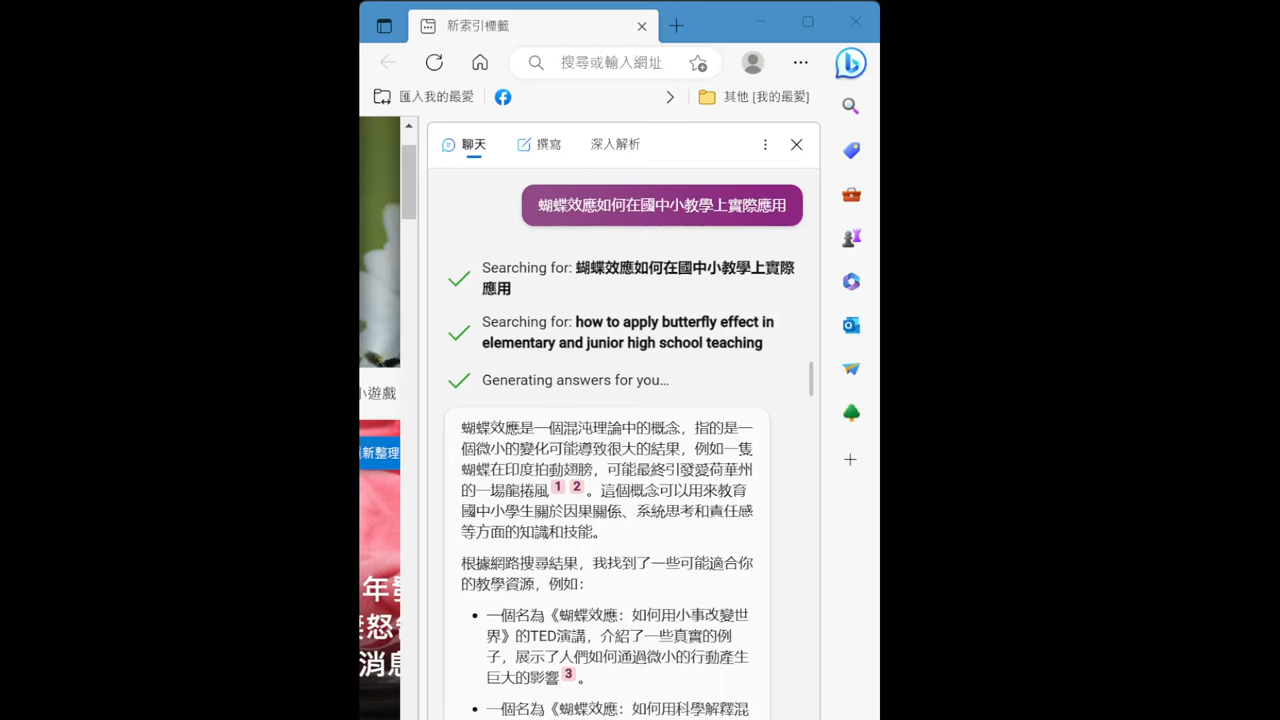 新索引標籤
搜尋或輸入網址
匯入我的最愛
其他 [我的最愛]
聊天
撰寫
深入解析
蝴蝶效應如何在國中小教學上實際應用
Searching for: 蝴蝶效應如何在國中小教學上實際
應用
Searching for: how to apply butterfly effect in
elementary and junior high school teaching
Generating answers for you...
小遊戲
蝴蝶效應是一個混沌理論中的概念，指的是一
個微小的變化可能導致很大的結果，例如一隻
蝴蝶在印度拍動翅膀，可能最終引發愛荷華州
的一場龍捲風 1 2 。這個概念可以用來教育
國中小學生關於因果關係、系統思考和責任感
等方面的知識和技能。
新整理
根據網路搜尋結果，我找到了一些可能適合你
的教學資源，例如：
年
怒
消息
• 一個名為《蝴蝶效應：如何用小事改變世
界》的TED演講，介紹了一些真實的例
子，展示了人們如何通過微小的行動產生
巨大的影響 3 。
• 一個名為《蝴蝶效應：如何用科學解釋混